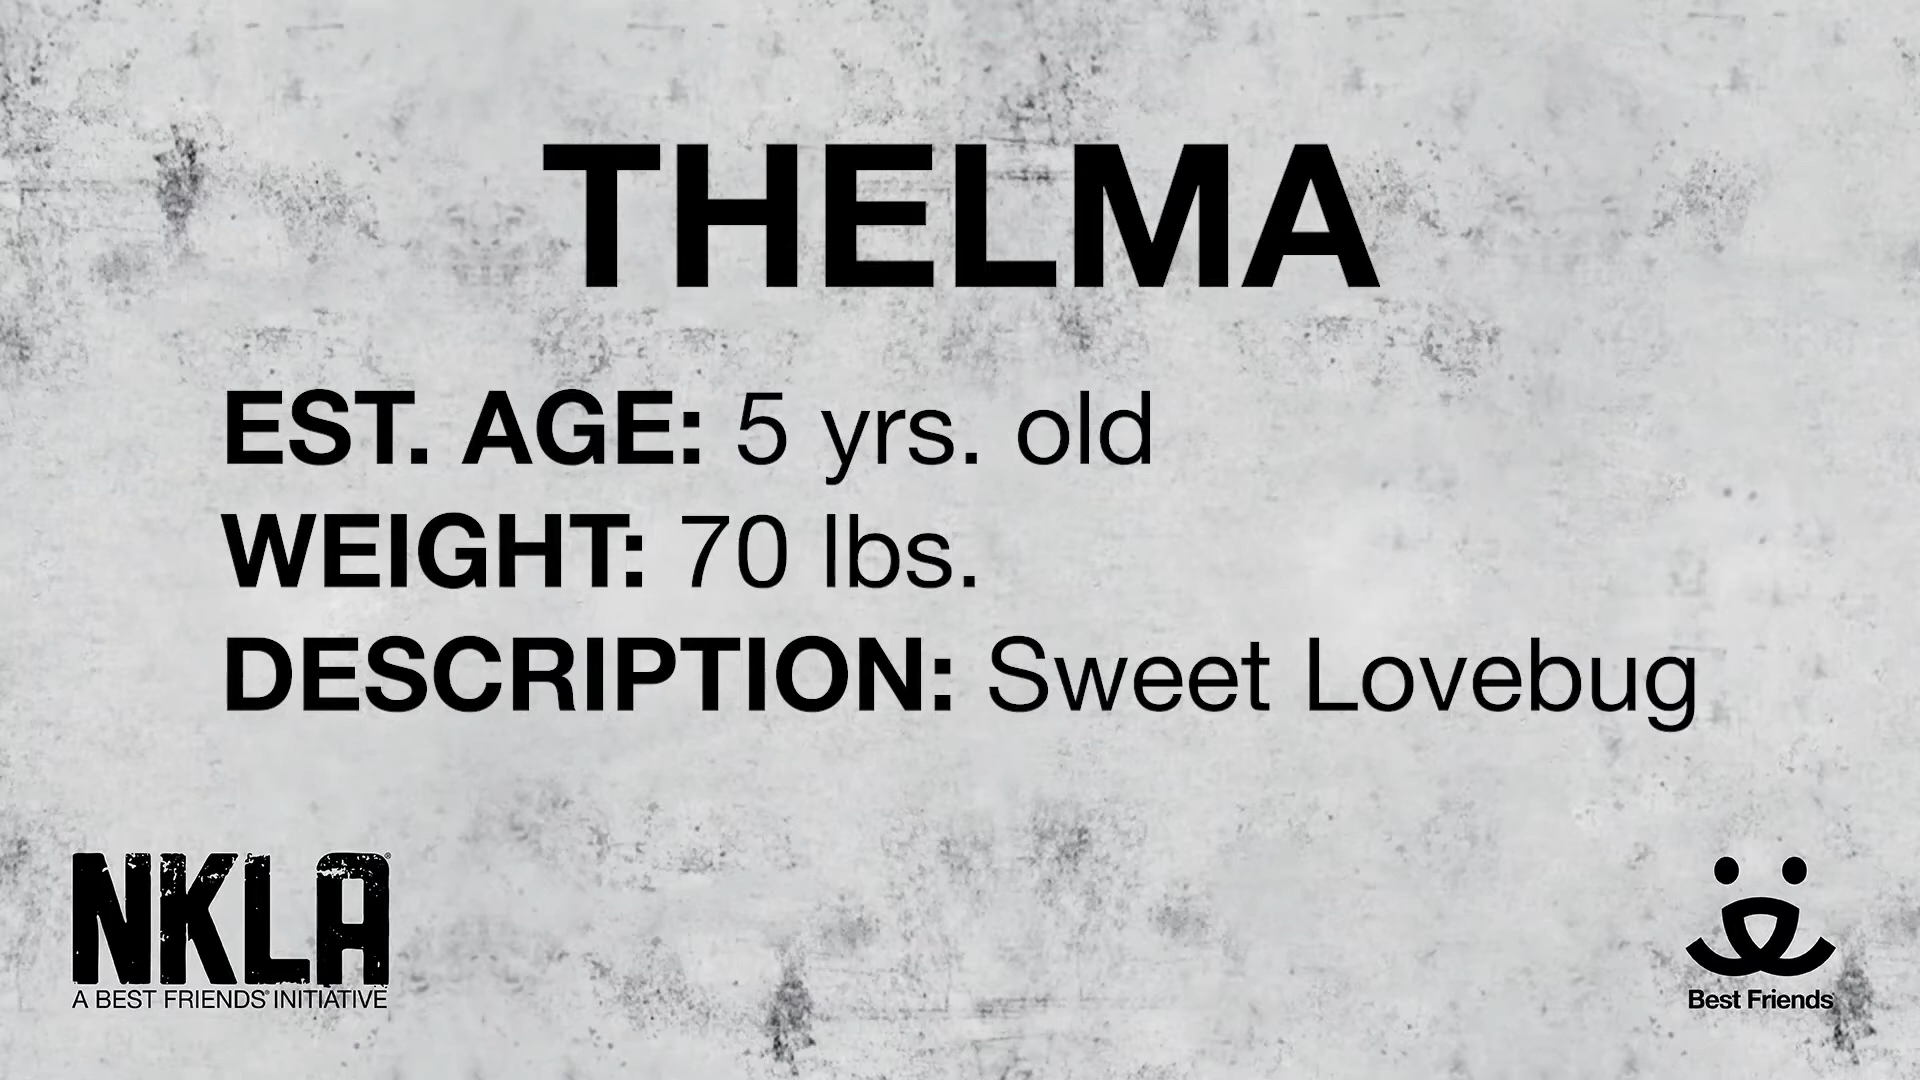 THELMA
EST. AGE: 5 yrs. old
WEIGHT: 70 lbs.
DESCRIPTION: Sweet Lovebug
NKLA®
A BEST FRIENDS® INITIATIVE
Best Friends